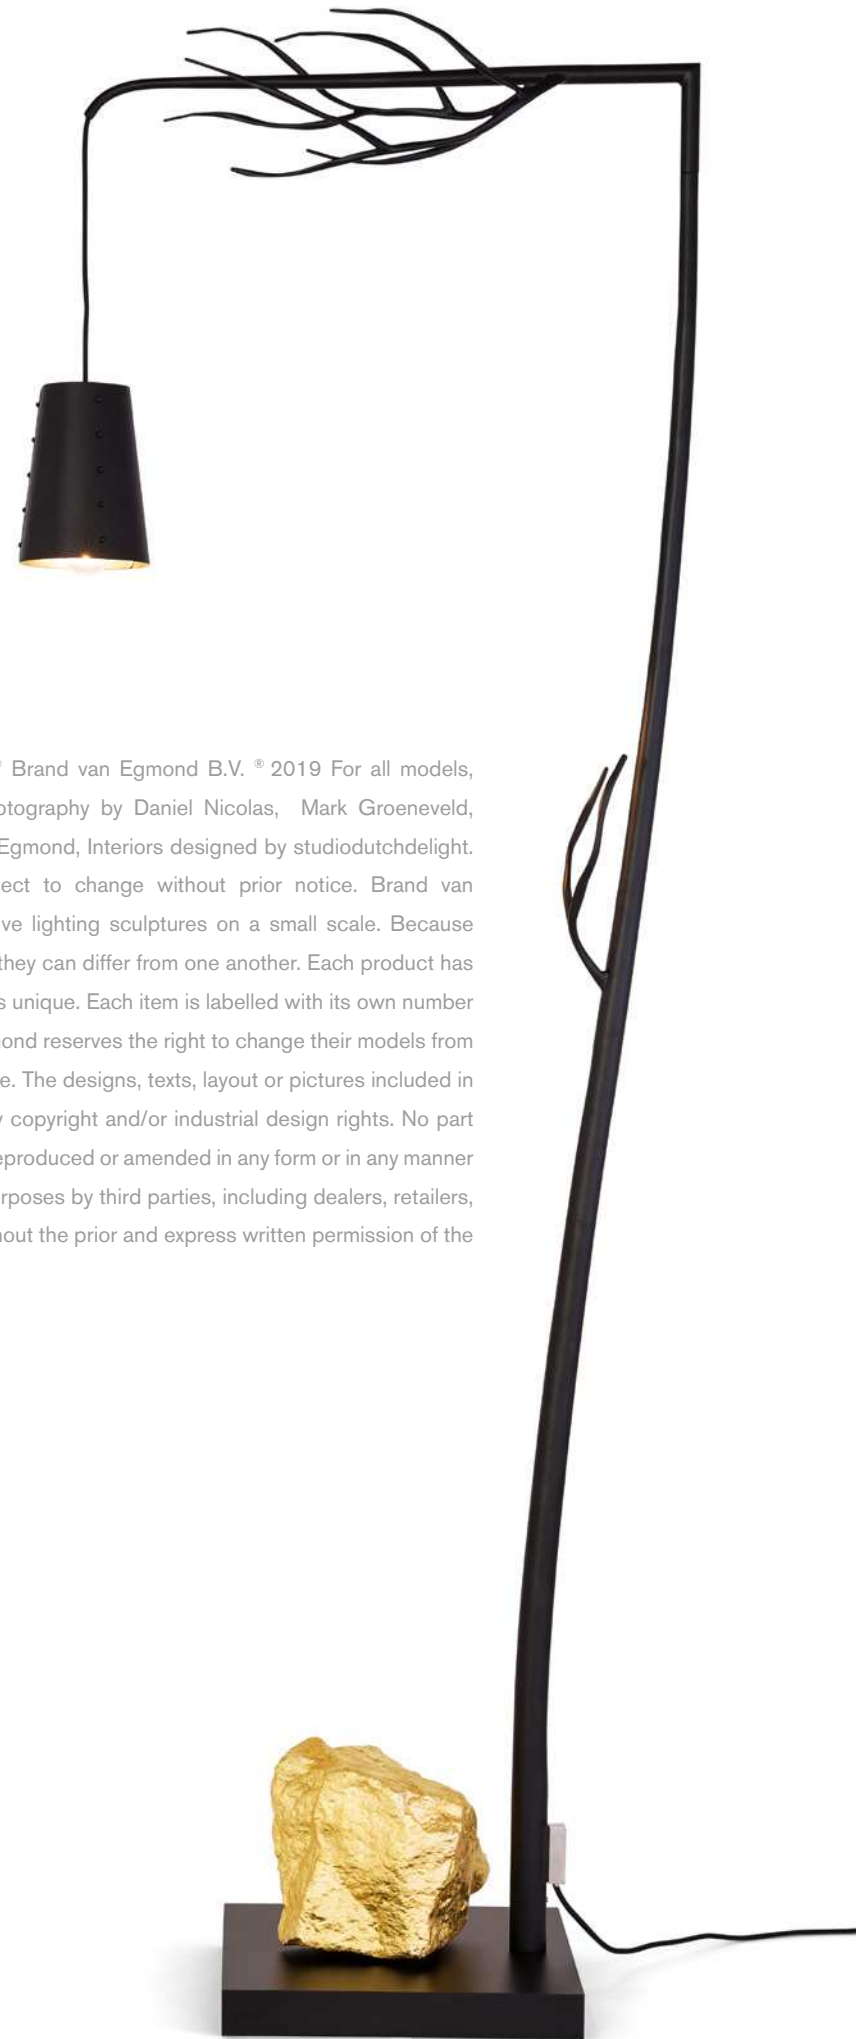 ® Brand van Egmond B.V. ® 2019 For all models,
otography by Daniel Nicolas, Mark Groeneveld,
Egmond, Interiors designed by studiodutchdelight.
ject to change without prior notice. Brand van
ve lighting sculptures on a small scale. Because
they can differ from one another. Each product has
s unique. Each item is labelled with its own number
ond reserves the right to change their models from
e. The designs, texts, layout or pictures included in
y copyright and/or industrial design rights. No part
eproduced or amended in any form or in any manner
rposes by third parties, including dealers, retailers,
hout the prior and express written permission of the